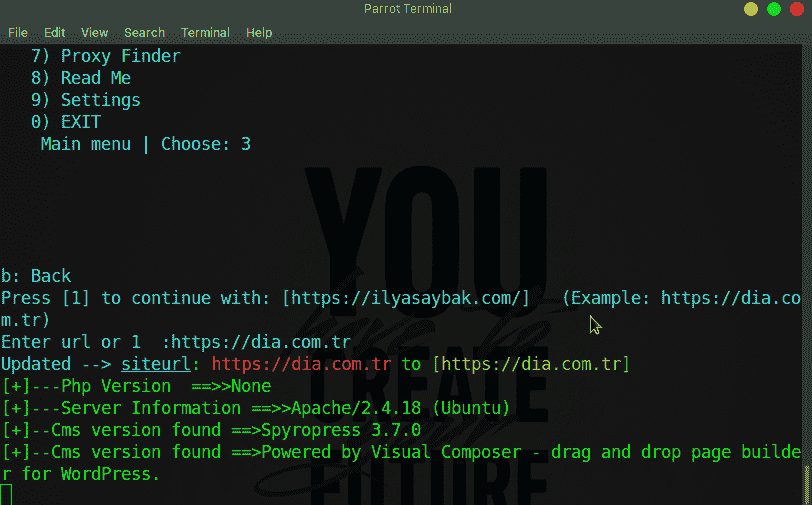 Parrot Terminal
File Edit View Search Terminal Help
7) Proxy Finder
8) Read Me
9) Settings
0) EXIT
Main menu | Choose: 3
b: Back
Press [1] to continue with: [https://ilyasaybak.com/] (Example: https://dia.co
m.tr)
Enter url or 1 :https://dia.com.tr
Updated --> siteurl: https://dia.com.tr to [https://dia.com.tr]
[+]---Php Version ==>>None
[+]---Server Information ==>>Apache/2.4.18 (Ubuntu)
[+]--Cms version found ==>Spyropress 3.7.0
[+]--Cms version found ==>Powered by Visual Composer - drag and drop page builde
r for WordPress.
YOU
CREATE
FUTURE